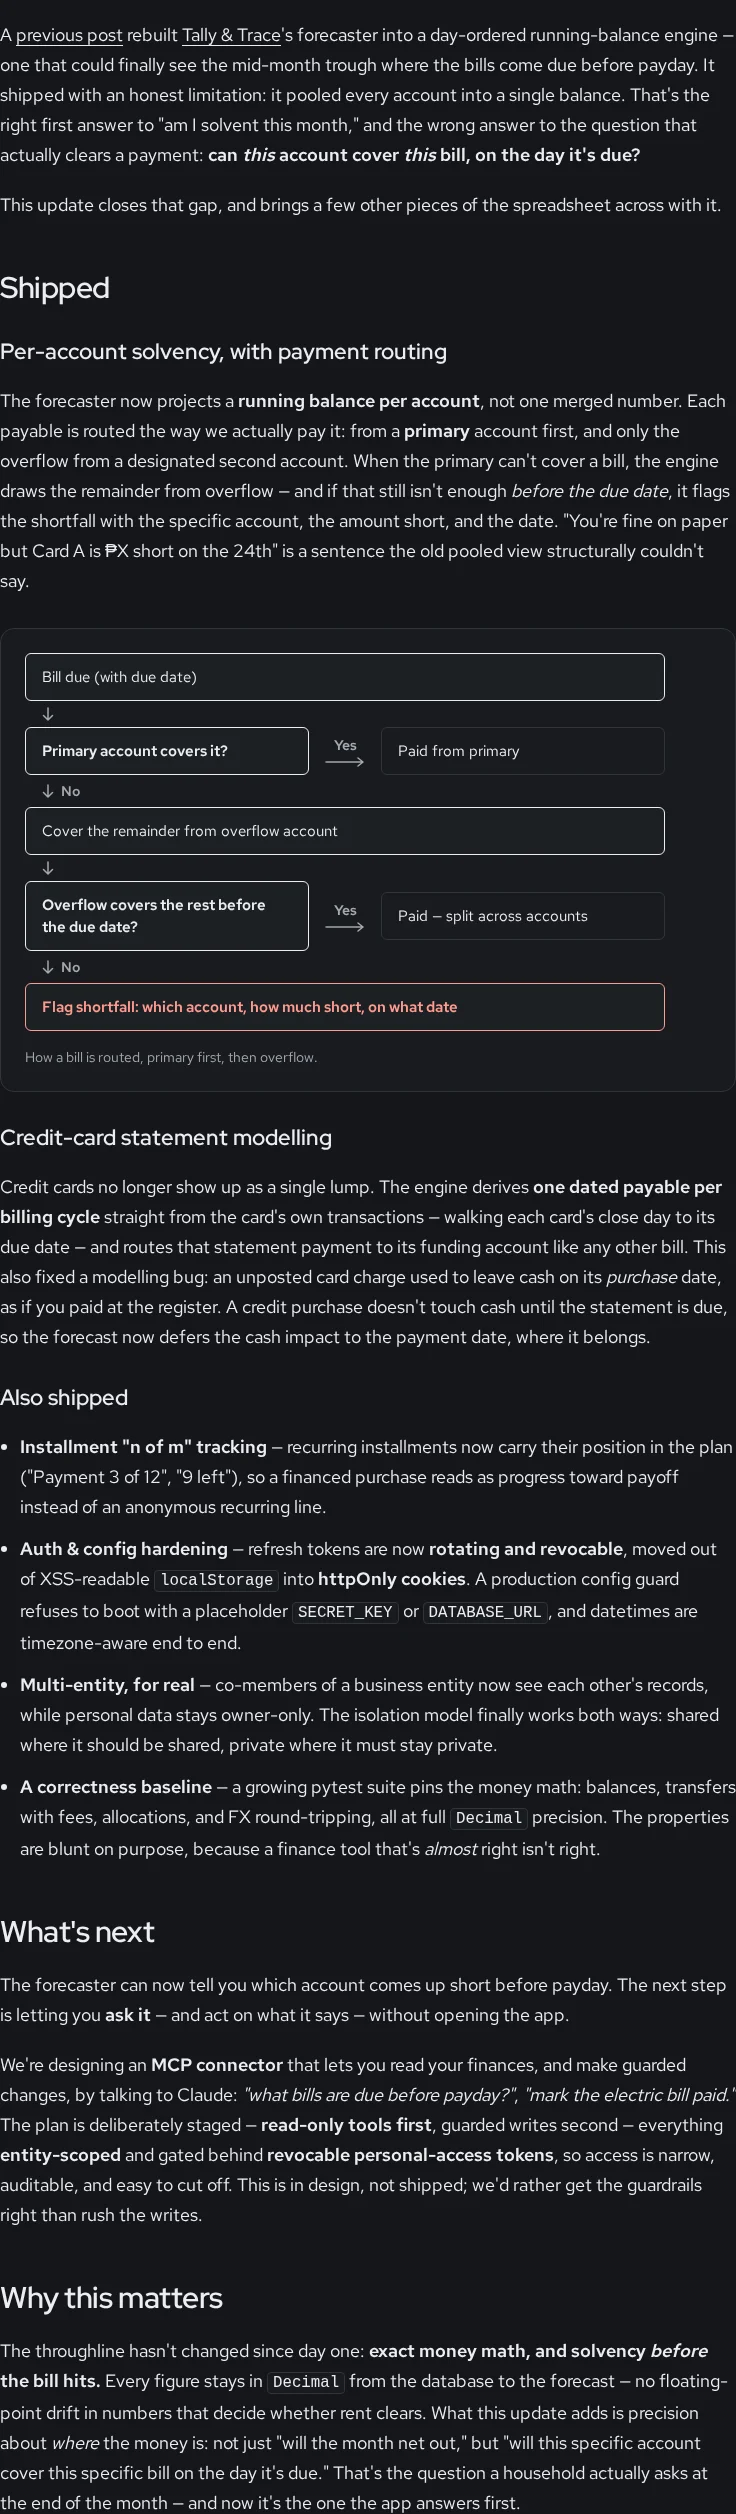 A previous post rebuilt Tally & Trace's forecaster into a day-ordered running-balance engine —
one that could finally see the mid-month trough where the bills come due before payday. It
shipped with an honest limitation: it pooled every account into a single balance. That's the
right first answer to "am I solvent this month," and the wrong answer to the question that
actually clears a payment: can this account cover this bill, on the day it's due?
This update closes that gap, and brings a few other pieces of the spreadsheet across with it.
Shipped
Per-account solvency, with payment routing
The forecaster now projects a running balance per account, not one merged number. Each
payable is routed the way we actually pay it: from a primary account first, and only the
overflow from a designated second account. When the primary can't cover a bill, the engine
draws the remainder from overflow — and if that still isn't enough before the due date, it flags
the shortfall with the specific account, the amount short, and the date. "You're fine on paper
but Card A is ₱X short on the 24th" is a sentence the old pooled view structurally couldn't
say.
Bill due (with due date)
↓
Primary account covers it? Yes → Paid from primary
↓ No
Cover the remainder from overflow account
↓
Overflow covers the rest before Yes → Paid — split across accounts
the due date?
↓ No
Flag shortfall: which account, how much short, on what date
How a bill is routed, primary first, then overflow.
Credit-card statement modelling
Credit cards no longer show up as a single lump. The engine derives one dated payable per
billing cycle straight from the card's own transactions — walking each card's close day to its
due date — and routes that statement payment to its funding account like any other bill. This
also fixed a modelling bug: an unposted card charge used to leave cash on its purchase date,
as if you paid at the register. A credit purchase doesn't touch cash until the statement is due,
so the forecast now defers the cash impact to the payment date, where it belongs.
Also shipped
• Installment "n of m" tracking — recurring installments now carry their position in the plan
("Payment 3 of 12", "9 left"), so a financed purchase reads as progress toward payoff
instead of an anonymous recurring line.
• Auth & config hardening — refresh tokens are now rotating and revocable, moved out
of XSS-readable localStorage into httpOnly cookies. A production config guard
refuses to boot with a placeholder SECRET_KEY or DATABASE_URL, and datetimes are
timezone-aware end to end.
• Multi-entity, for real — co-members of a business entity now see each other's records,
while personal data stays owner-only. The isolation model finally works both ways: shared
where it should be shared, private where it must stay private.
• A correctness baseline — a growing pytest suite pins the money math: balances, transfers
with fees, allocations, and FX round-tripping, all at full Decimal precision. The properties
are blunt on purpose, because a finance tool that's almost right isn't right.
What's next
The forecaster can now tell you which account comes up short before payday. The next step
is letting you ask it — and act on what it says — without opening the app.
We're designing an MCP connector that lets you read your finances, and make guarded
changes, by talking to Claude: "what bills are due before payday?", "mark the electric bill paid."
The plan is deliberately staged — read-only tools first, guarded writes second — everything
entity-scoped and gated behind revocable personal-access tokens, so access is narrow,
auditable, and easy to cut off. This is in design, not shipped; we'd rather get the guardrails
right than rush the writes.
Why this matters
The throughline hasn't changed since day one: exact money math, and solvency before
the bill hits. Every figure stays in Decimal from the database to the forecast — no floating-
point drift in numbers that decide whether rent clears. What this update adds is precision
about where the money is: not just "will the month net out," but "will this specific account
cover this specific bill on the day it's due." That's the question a household actually asks at
the end of the month — and now it's the one the app answers first.